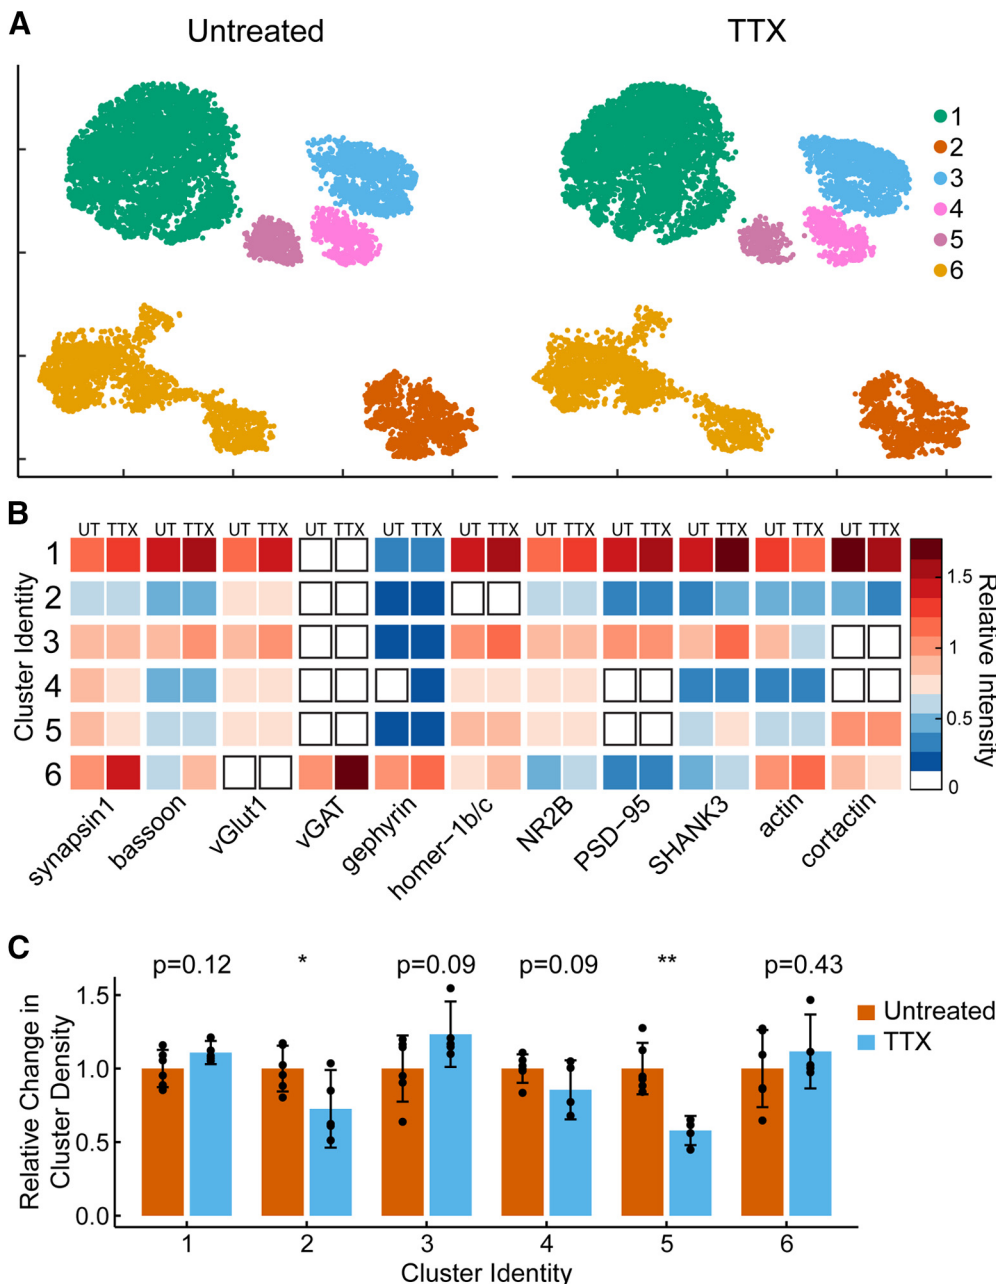 A
Untreated
TTX
1
2
3
4
5
6
B
UT TTX UT TTX UT TTX UT TTX UT TTX UT TTX UT TTX UT TTX UT TTX UT TTX UT TTX
Cluster Identity
1
2
3
4
5
6
synapsin1
bassoon
vGlut1
vGAT
gephyrin
homer-1b/c
NR2B
PSD-95
SHANK3
actin
cortactin
1.5
1
0.5
0
Relative Intensity
C
p=0.12 * p=0.09 p=0.09 ** p=0.43
Relative Change in
Cluster Density
1.5
1.0
0.5
0.0
Untreated
TTX
1 2 3 4 5 6
Cluster Identity